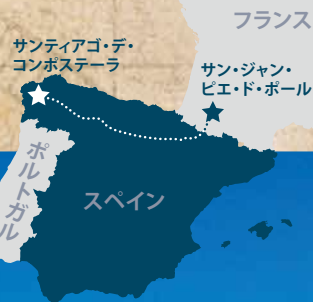 フランス
サンティアゴ・デ・
コンポステーラ
サン・ジャン・
ピエ・ド・ポール
ポルトガル
スペイン